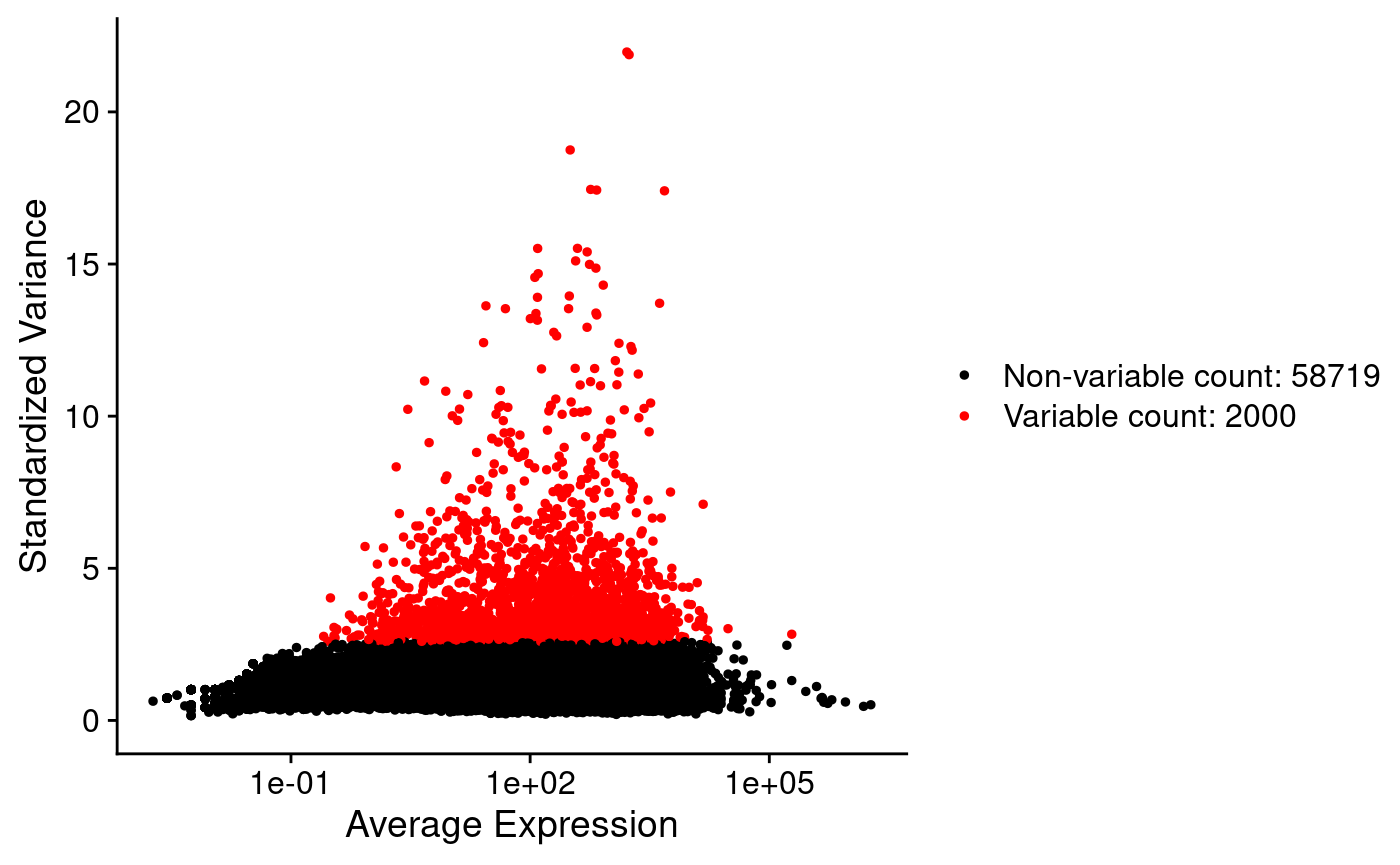 20
15
10
5
0
Standardized Variance
1e-01
1e+02
1e+05
Average Expression
Non-variable count: 58719
Variable count: 2000